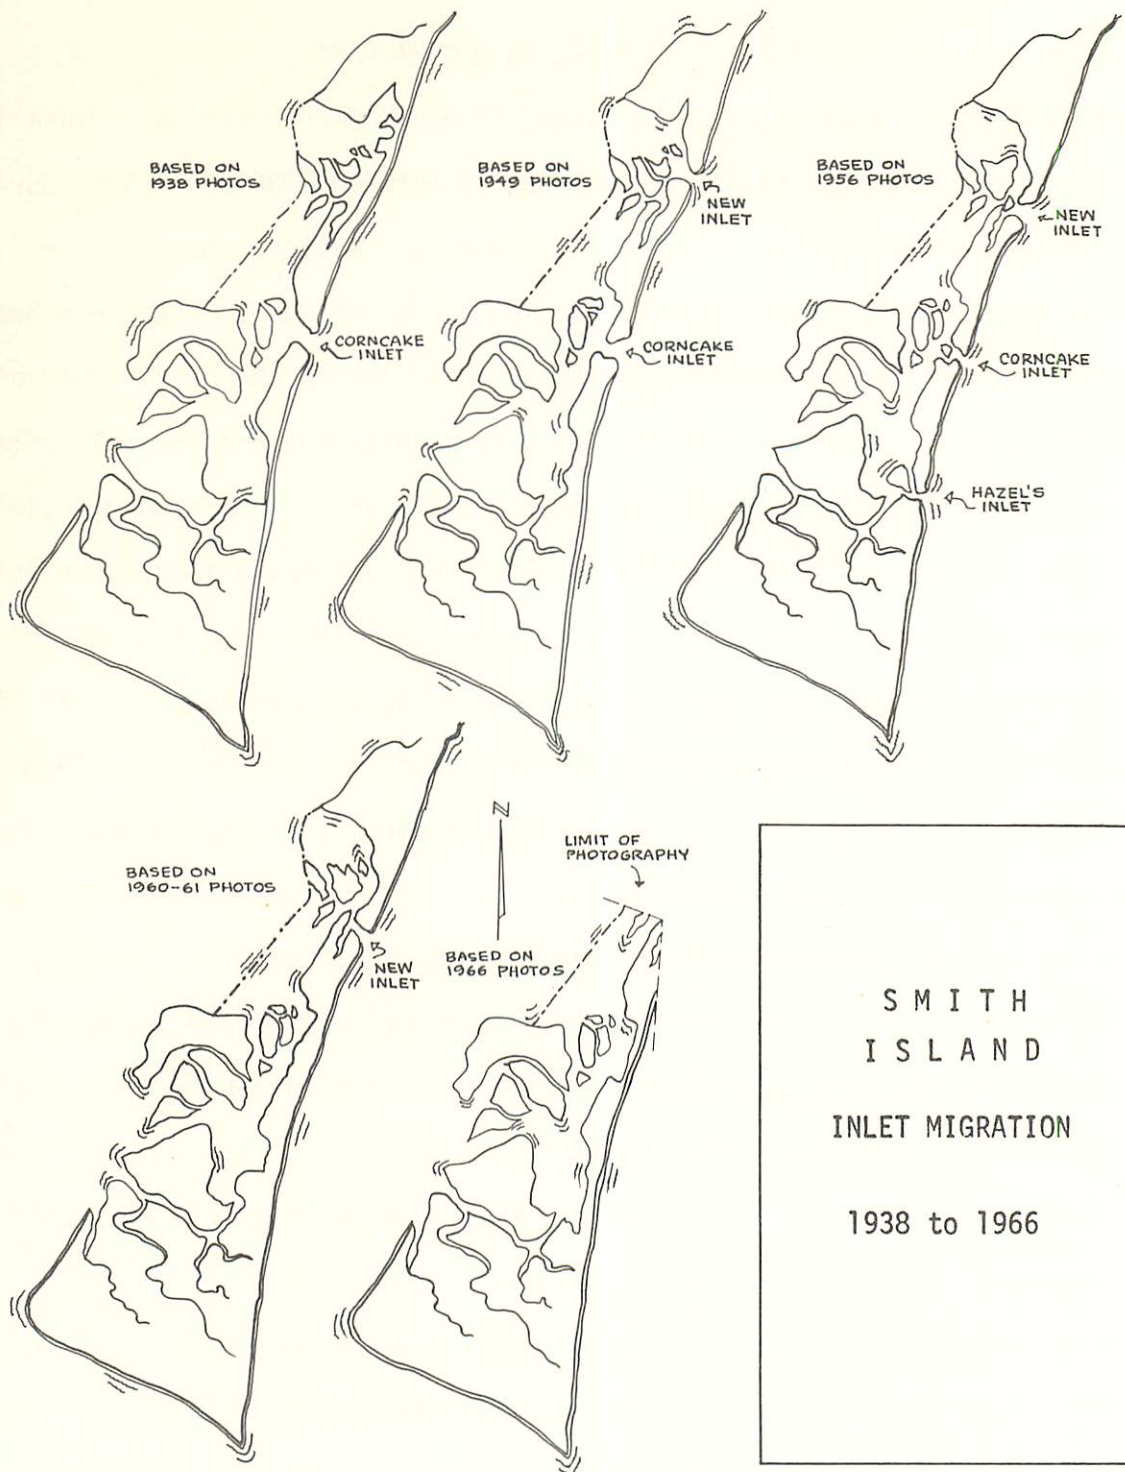 BASED ON
1938 PHOTOS
CORNCAKE
INLET
BASED ON
1949 PHOTOS
NEW
INLET
CORNCAKE
INLET
BASED ON
1956 PHOTOS
NEW
INLET
CORNCAKE
INLET
HAZEL'S
INLET
BASED ON
1960-61 PHOTOS
NEW
INLET
N
LIMIT OF
PHOTOGRAPHY
BASED ON
1966 PHOTOS
SMITH
ISLAND
INLET MIGRATION
1938 to 1966